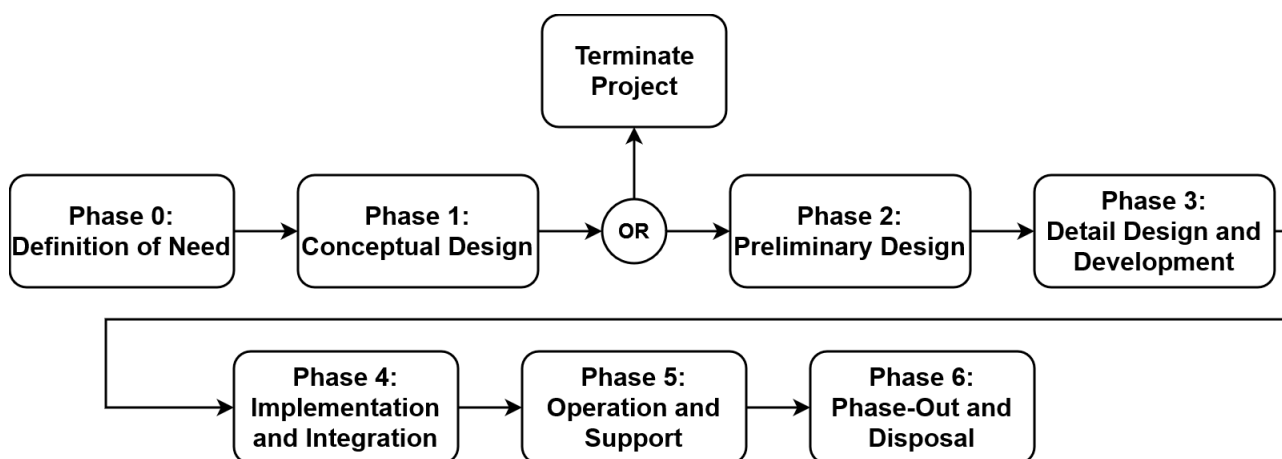 Terminate
Project
Phase 0:
Definition of Need
Phase 1:
Conceptual Design
OR
Phase 2:
Preliminary Design
Phase 3:
Detail Design and
Development
Phase 4:
Implementation
and Integration
Phase 5:
Operation and
Support
Phase 6:
Phase-Out and
Disposal